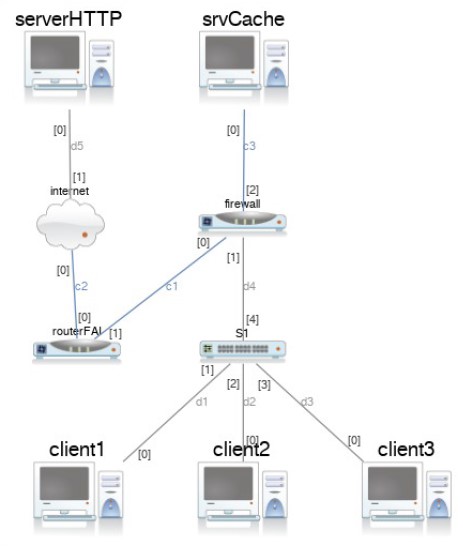 serverHTTP srvCache
[0] [0]
d5 c3
[1] [2]
internet firewall
[0] [0] [1]
c2 c1 d4
[0] [4]
routerFAI [1] S1
[1] [2] [3]
d1 d2 d3
[0] [0] [0]
client1 client2 client3